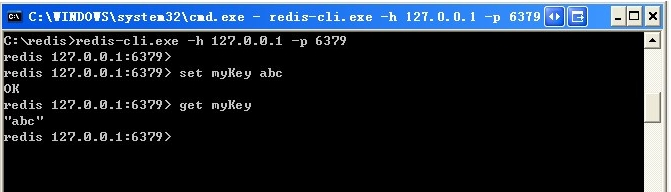 C:\WINDOWS\system32\cmd.exe - redis-cli.exe -h 127.0.0.1 -p 6379
C:\redis>redis-cli.exe -h 127.0.0.1 -p 6379
redis 127.0.0.1:6379>
redis 127.0.0.1:6379> set myKey abc
OK
redis 127.0.0.1:6379> get myKey
"abc"
redis 127.0.0.1:6379>